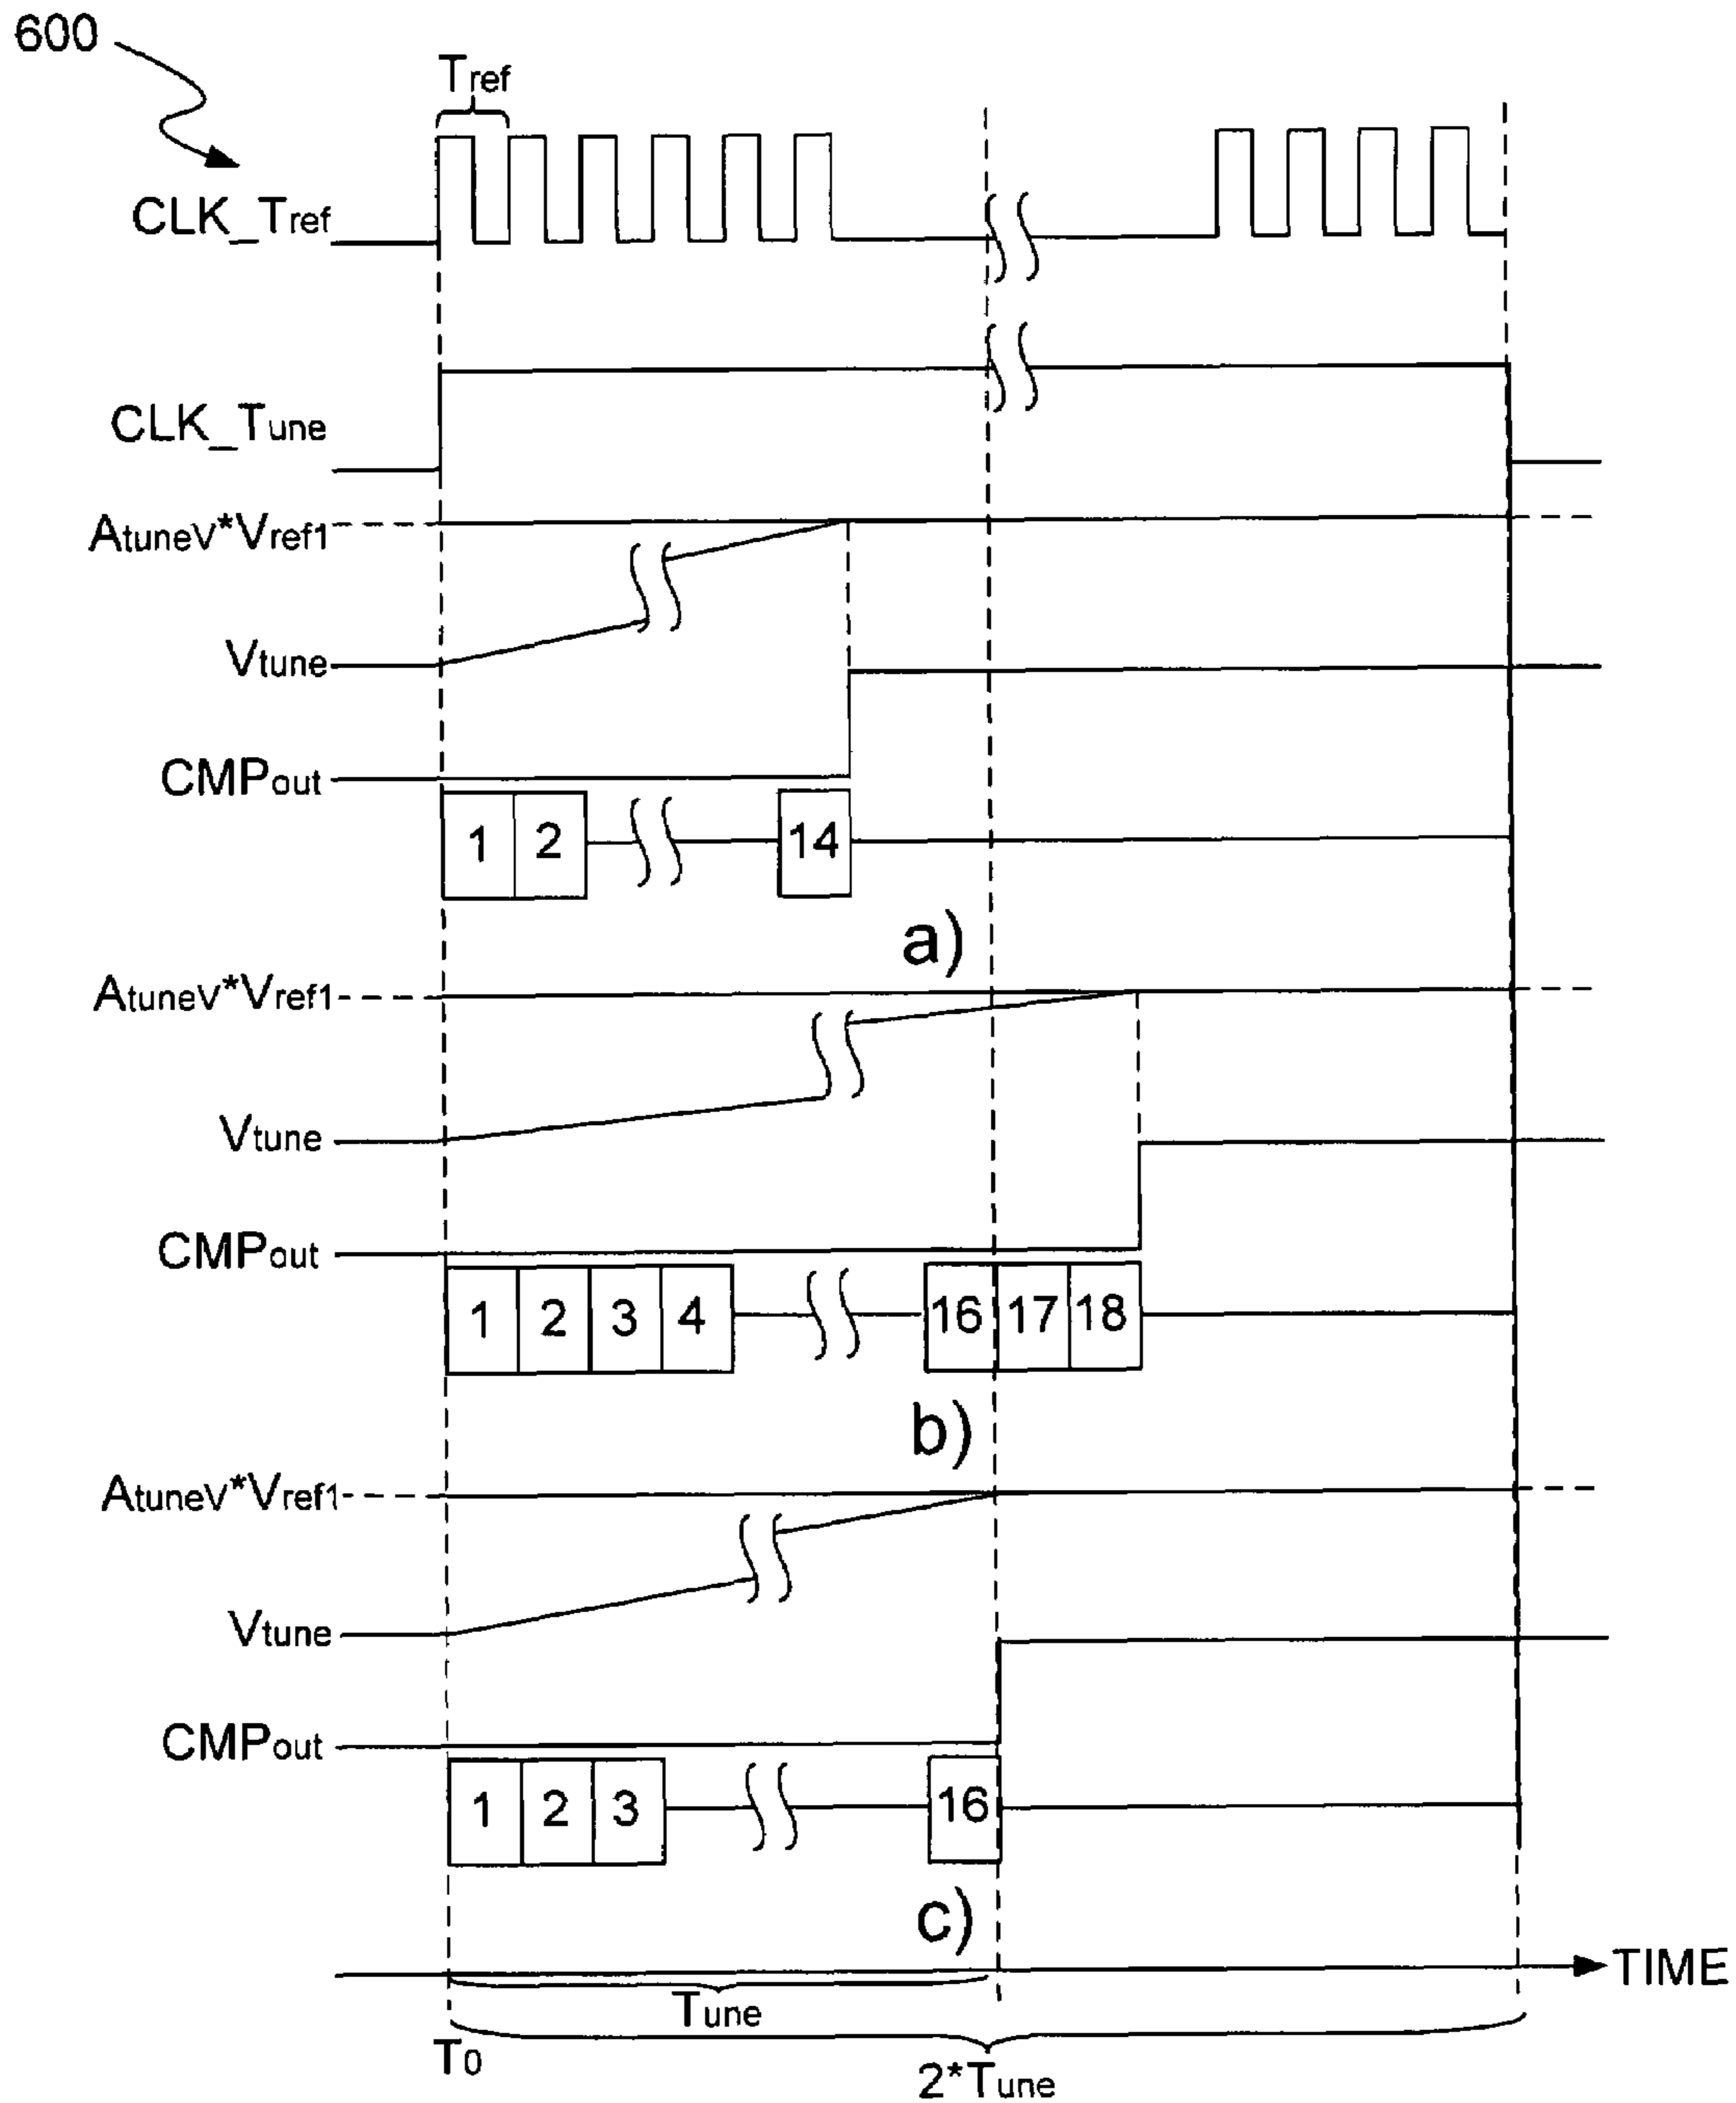 600
Tref
CLK_Tref
CLK_Tune
AtuneV*Vref1
Vtune
CMPout
1 2 14
a)
AtuneV*Vref1
Vtune
CMPout
1 2 3 4 16 17 18
b)
AtuneV*Vref1
Vtune
CMPout
1 2 3 16
c)
TIME
Tune
T0
2*Tune